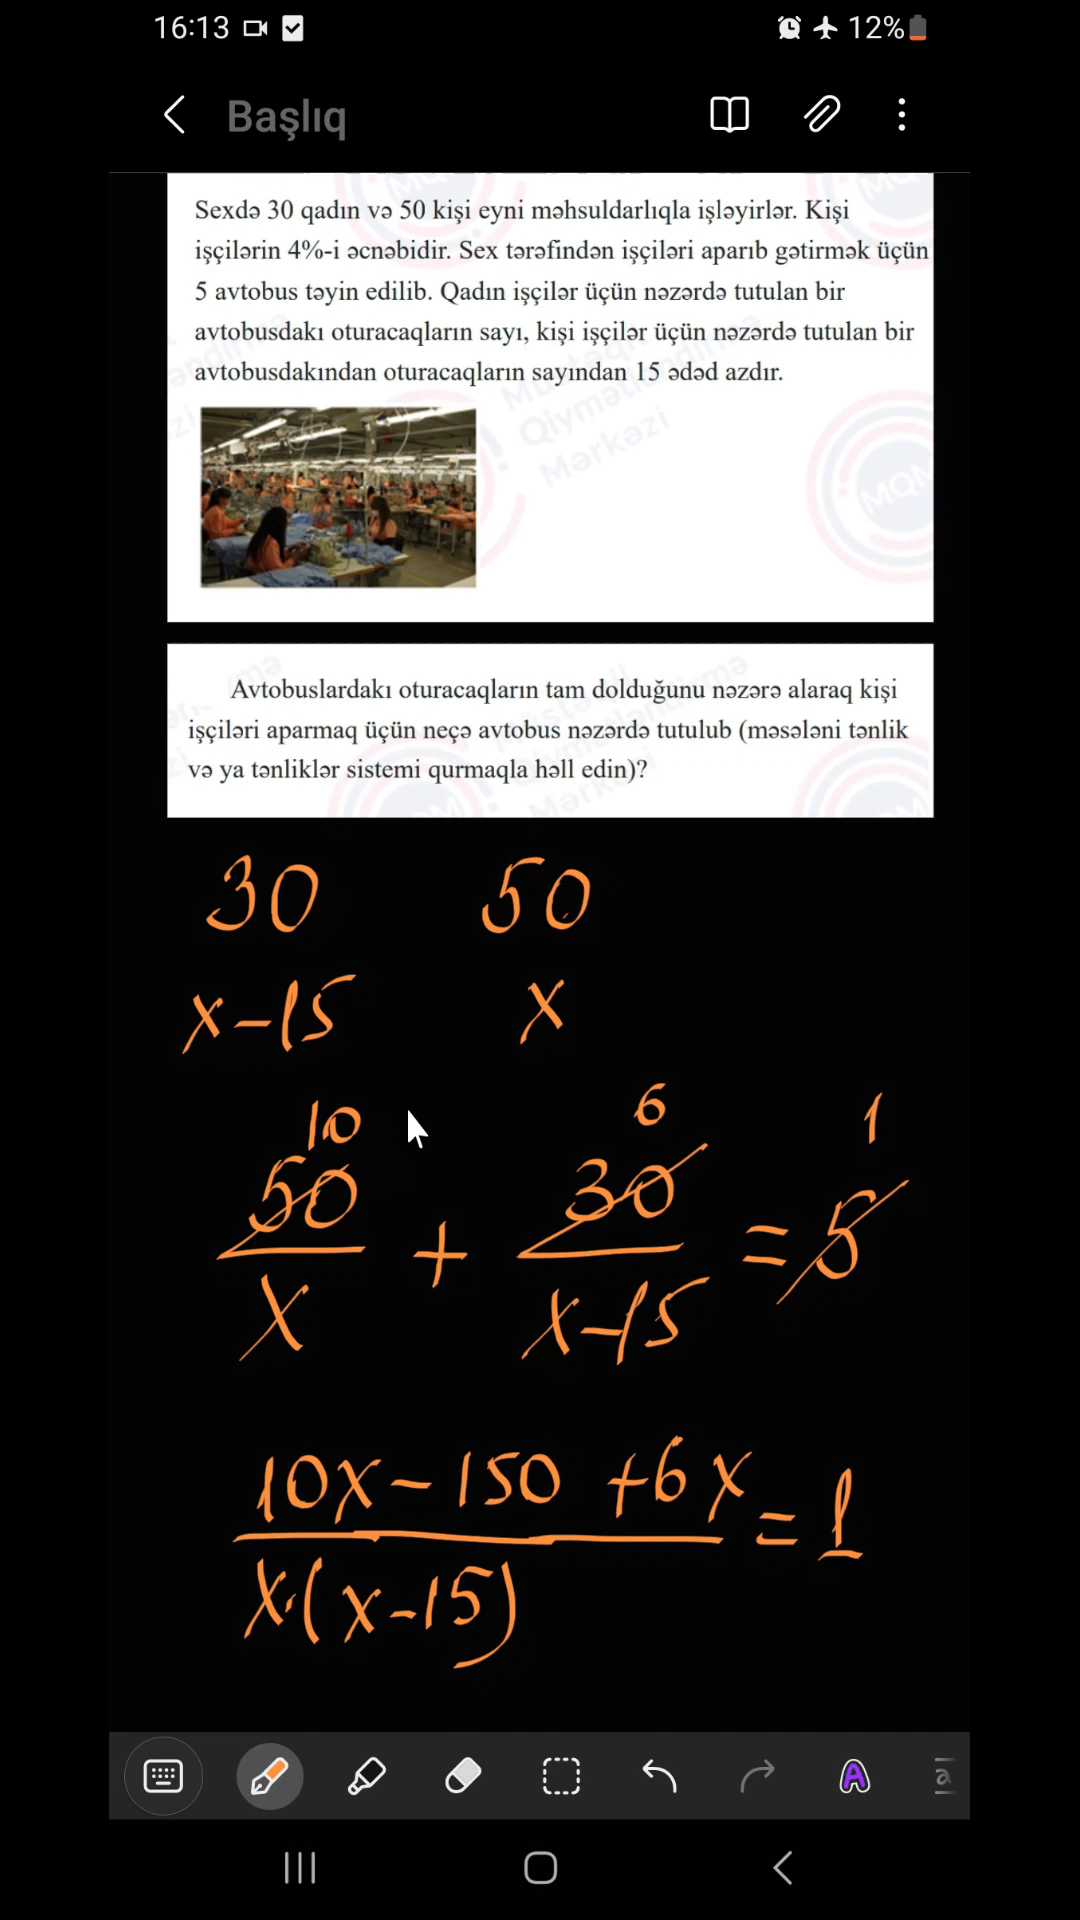 16:13 12%
Başlıq
Sexdə 30 qadın və 50 kişi eyni məhsuldarlıqla işləyirlər. Kişi
işçilərin 4%-i əcnəbidir. Sex tərəfindən işçiləri aparıb gətirmək üçün
5 avtobus təyin edilib. Qadın işçilər üçün nəzərdə tutulan bir
avtobusdakı oturacaqların sayı, kişi işçilər üçün nəzərdə tutulan bir
avtobusdakından oturacaqların sayından 15 ədəd azdır.
Qiymətləndirmə
Mərkəzi
MQM
Avtobuslardakı oturacaqların tam dolduğunu nəzərə alaraq kişi
işçiləri aparmaq üçün neçə avtobus nəzərdə tutulub (məsələni tənlik
və ya tənliklər sistemi qurmaqla həll edin)?
30 50
x-15 x
10 6 1
50 + 30 = 5
x x-15
10x-150+6x = 1
x·(x-15)
A a